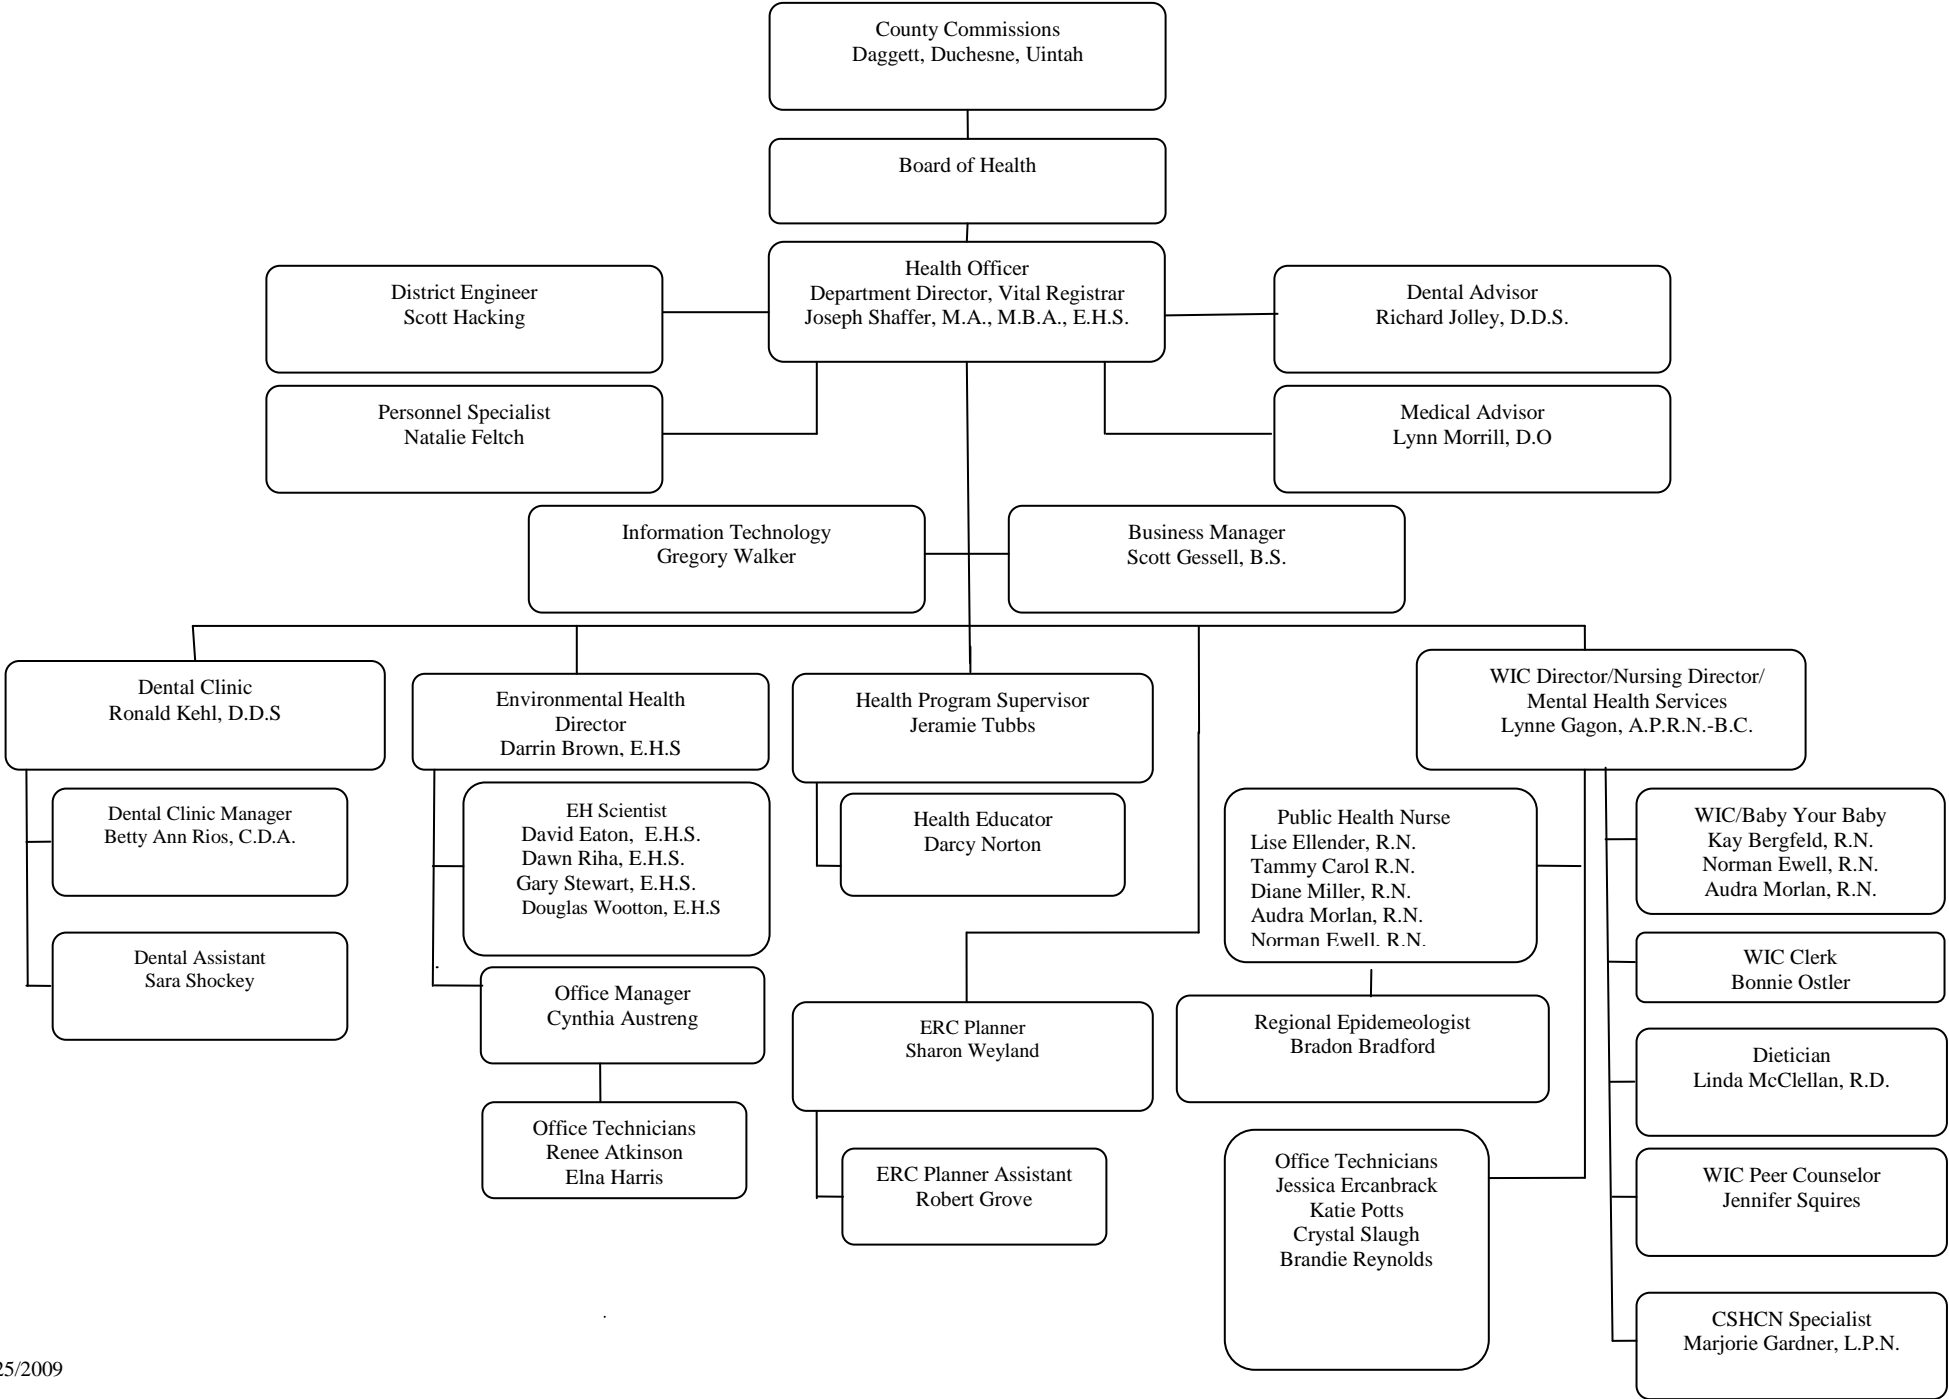 County Commissions
Daggett, Duchesne, Uintah
Board of Health
Health Officer
Department Director, Vital Registrar
Joseph Shaffer, M.A., M.B.A., E.H.S.
District Engineer
Scott Hacking
Dental Advisor
Richard Jolley, D.D.S.
Personnel Specialist
Natalie Feltch
Medical Advisor
Lynn Morrill, D.O
Information Technology
Gregory Walker
Business Manager
Scott Gessell, B.S.
Dental Clinic
Ronald Kehl, D.D.S
Dental Clinic Manager
Betty Ann Rios, C.D.A.
Dental Assistant
Sara Shockey
Environmental Health
Director
Darrin Brown, E.H.S
EH Scientist
David Eaton, E.H.S.
Dawn Riha, E.H.S.
Gary Stewart, E.H.S.
Douglas Wootton, E.H.S
Office Manager
Cynthia Austreng
Office Technicians
Renee Atkinson
Elna Harris
Health Program Supervisor
Jeramie Tubbs
Health Educator
Darcy Norton
ERC Planner
Sharon Weyland
ERC Planner Assistant
Robert Grove
WIC Director/Nursing Director/
Mental Health Services
Lynne Gagon, A.P.R.N.-B.C.
Public Health Nurse
Lise Ellender, R.N.
Tammy Carol R.N.
Diane Miller, R.N.
Audra Morlan, R.N.
Norman Ewell, R.N.
Regional Epidemeologist
Bradon Bradford
Office Technicians
Jessica Ercanbrack
Katie Potts
Crystal Slaugh
Brandie Reynolds
WIC/Baby Your Baby
Kay Bergfeld, R.N.
Norman Ewell, R.N.
Audra Morlan, R.N.
WIC Clerk
Bonnie Ostler
Dietician
Linda McClellan, R.D.
WIC Peer Counselor
Jennifer Squires
CSHCN Specialist
Marjorie Gardner, L.P.N.
25/2009